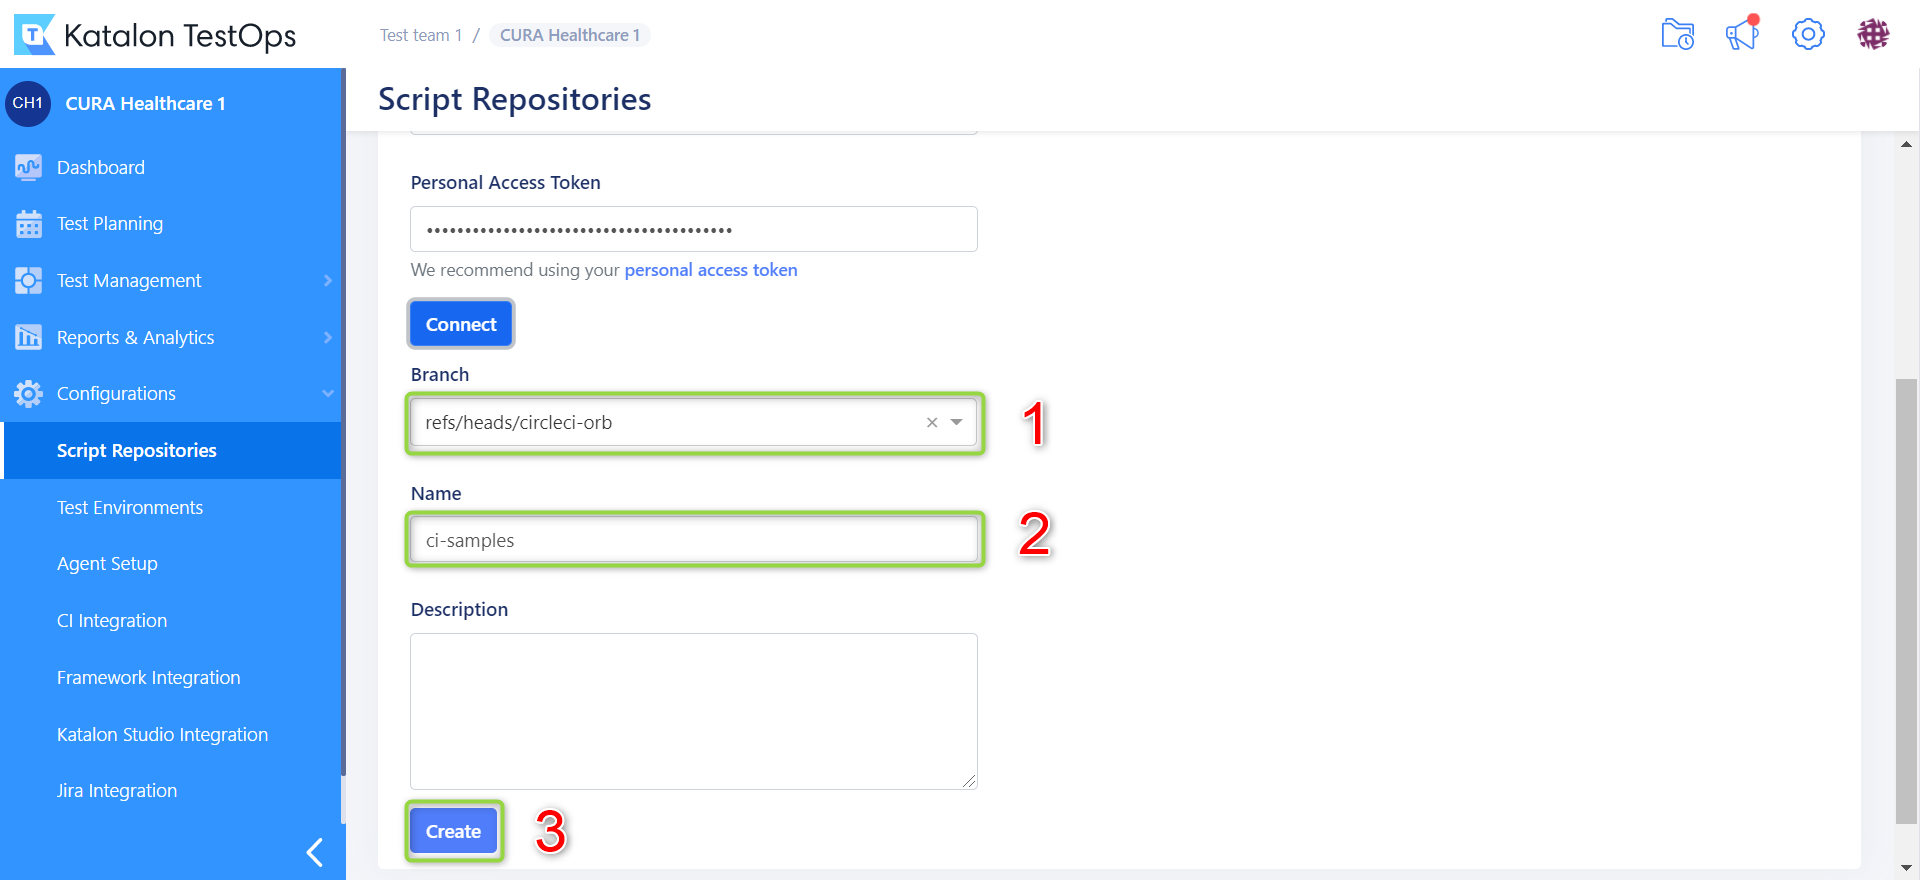 Katalon TestOps
Test team 1 / CURA Healthcare 1
CH1 CURA Healthcare 1
Dashboard
Test Planning
Test Management
Reports & Analytics
Configurations
Script Repositories
Test Environments
Agent Setup
CI Integration
Framework Integration
Katalon Studio Integration
Jira Integration
Script Repositories
Personal Access Token
••••••••••••••••••••••••••••••••••••••••
We recommend using your personal access token
Connect
Branch
refs/heads/circleci-orb
1
Name
ci-samples
2
Description
Create
3